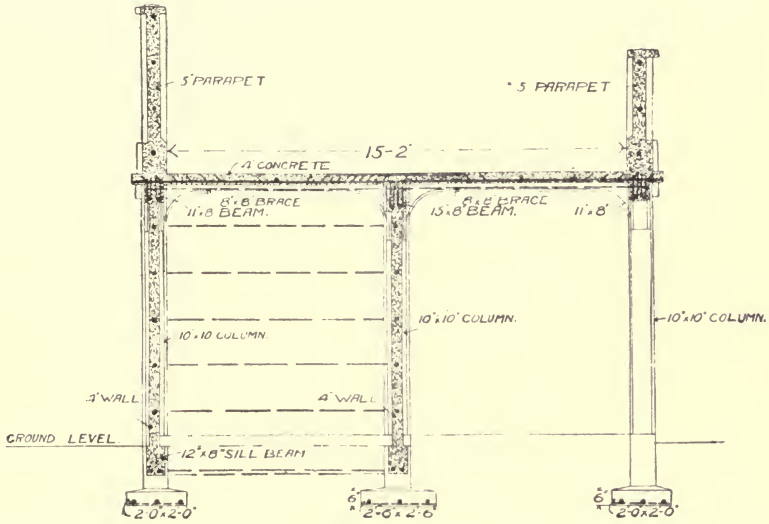 5" PARAPET
5 PARAPET
15-2"
4" CONCRETE
8"x8" BRACE
11"x8" BEAM.
8"x8" BRACE
15"x8" BEAM.
11"x8"
10"x10 COLUMN.
10"x10" COLUMN.
10"x10" COLUMN.
4" WALL
4" WALL
GROUND LEVEL.
12"x8" SILL BEAM
6"
6"
2-0"x2-0"
2-6"x2-6
2-0"x2-0"